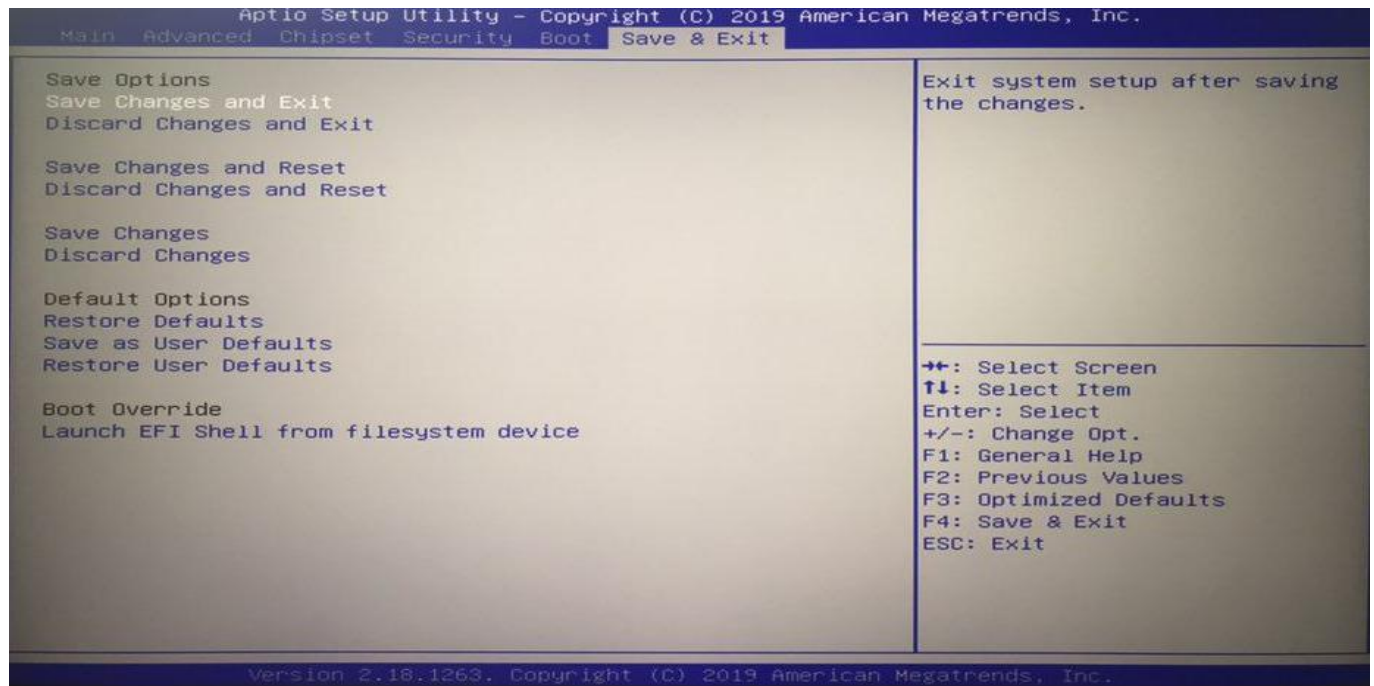 Aptio Setup Utility – Copyright (C) 2019 American Megatrends, Inc.
Main Advanced Chipset Security Boot Save & Exit
Save Options
Save Changes and Exit
Discard Changes and Exit
Save Changes and Reset
Discard Changes and Reset
Save Changes
Discard Changes
Default Options
Restore Defaults
Save as User Defaults
Restore User Defaults
Boot Override
Launch EFI Shell from filesystem device
Exit system setup after saving
the changes.
→←: Select Screen
↑↓: Select Item
Enter: Select
+/-: Change Opt.
F1: General Help
F2: Previous Values
F3: Optimized Defaults
F4: Save & Exit
ESC: Exit
Version 2.18.1263. Copyright (C) 2019 American Megatrends, Inc.